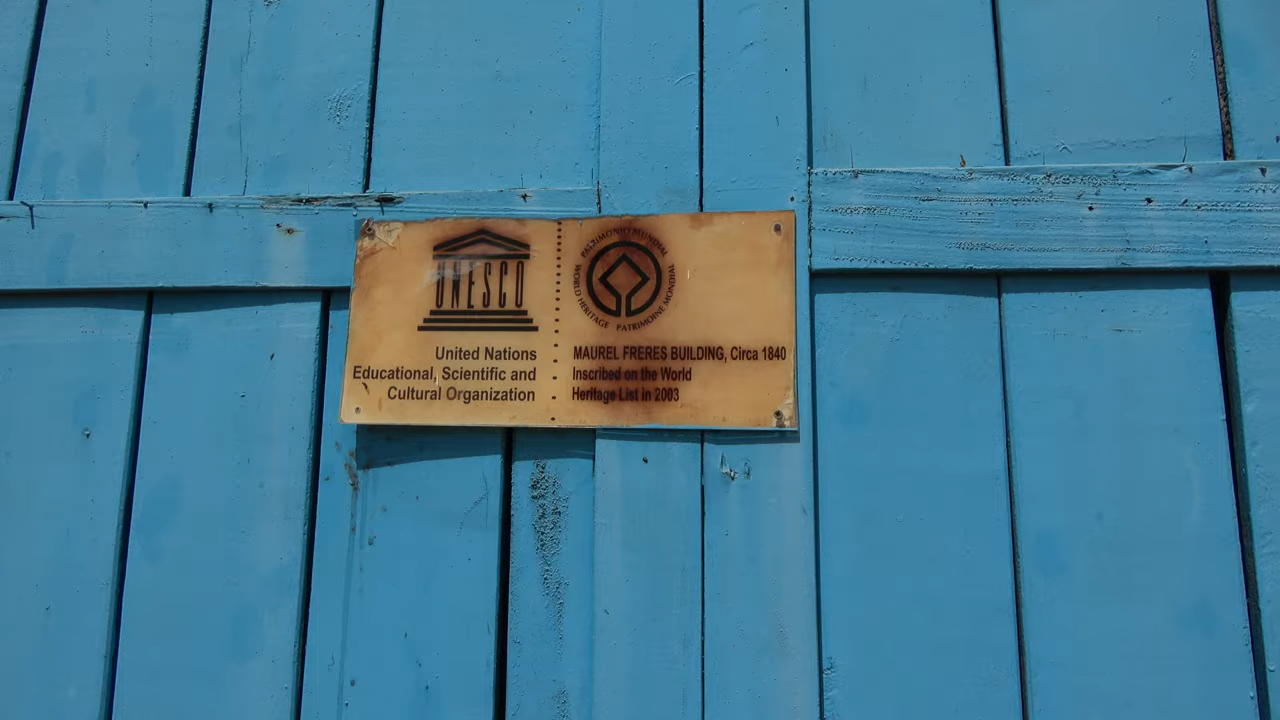 UNESCO
United Nations
Educational, Scientific and
Cultural Organization
PATRIMONIO MUNDIAL
WORLD HERITAGE
PATRIMOINE MONDIAL
MAUREL FRERES BUILDING, Circa 1840
Inscribed on the World
Heritage List in 2003